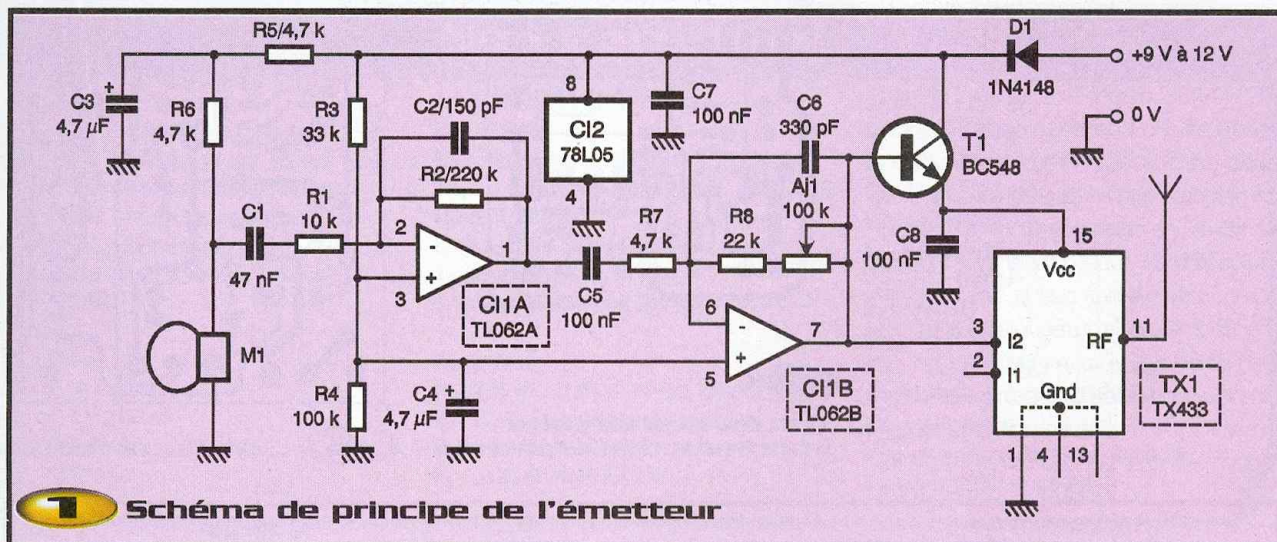 R5/4,7 k
D1
+9 V à 12 V
1N4148
0 V
C3
4,7 µF
R6
4,7 k
R3
33 k
C2/150 pF
R2/220 k
8
CI2
78L05
4
C7
100 nF
C6
330 pF
T1
BC548
Aj1
100 k
C1
47 nF
R1
10 k
2
-
+
3
1
CI1A
TL062A
C5
100 nF
R7
4,7 k
R8
22 k
C8
100 nF
15
Vcc
M1
6
-
+
5
7
CI1B
TL062B
3
I2
2
I1
RF
11
Gnd
TX1
TX433
R4
100 k
C4
+
4,7 µF
+
1
4
13
1 Schéma de principe de l'émetteur